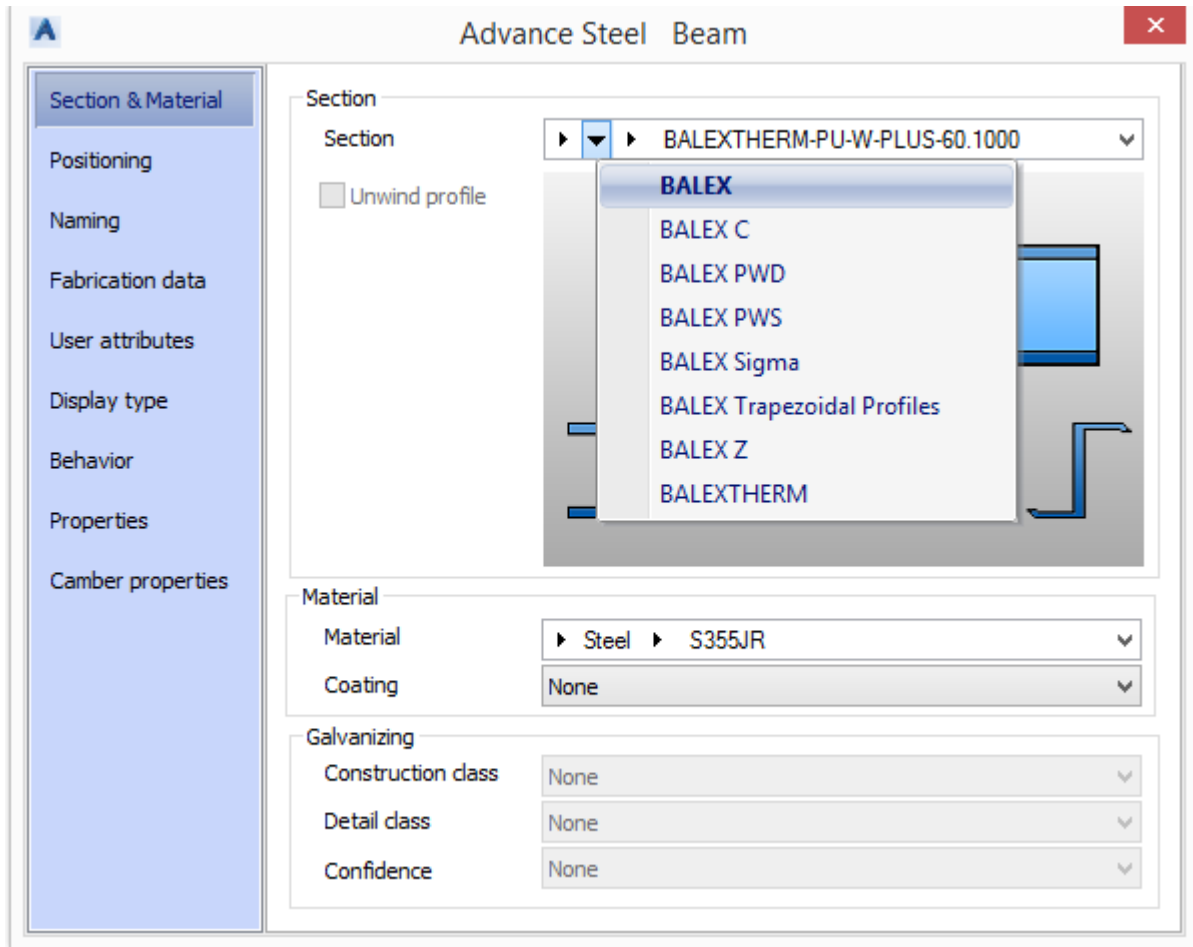 Advance Steel Beam
Section & Material
Positioning
Naming
Fabrication data
User attributes
Display type
Behavior
Properties
Camber properties
Section
Section
BALEXTHERM-PU-W-PLUS-60.1000
Unwind profile
BALEX
BALEX C
BALEX PWD
BALEX PWS
BALEX Sigma
BALEX Trapezoidal Profiles
BALEX Z
BALEXTHERM
Material
Material Steel S355JR
Coating None
Galvanizing
Construction class None
Detail class None
Confidence None